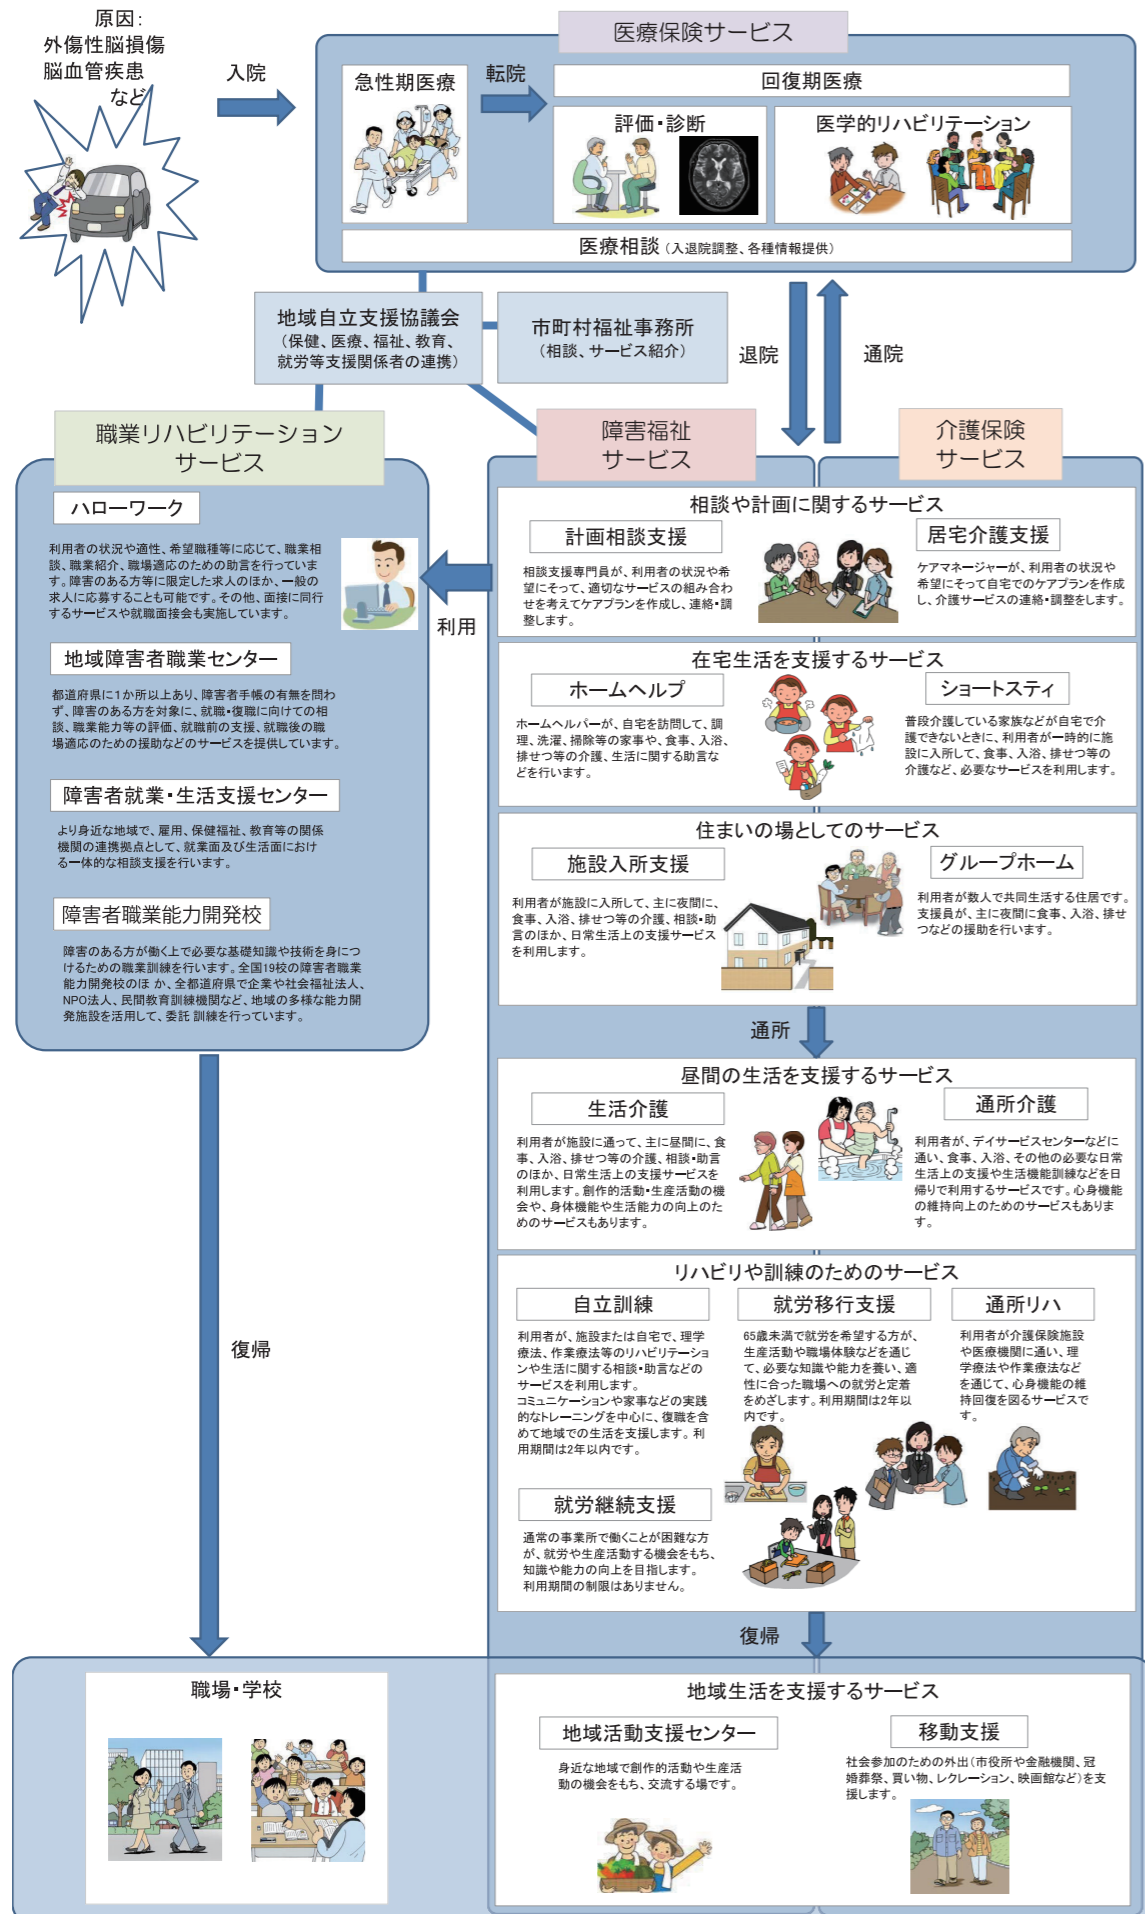 原因：
外傷性脳損傷
脳血管疾患
など
入院
医療保険サービス
急性期医療
転院
回復期医療
評価・診断
医学的リハビリテーション
医療相談（入退院調整、各種情報提供）
地域自立支援協議会
（保健、医療、福祉、教育、
就労等支援関係者の連携）
市町村福祉事務所
（相談、サービス紹介）
退院
通院
職業リハビリテーション
サービス
ハローワーク
利用者の状況や適性、希望職種等に応じて、職業相
談、職業紹介、職場適応のための助言を行っていま
す。障害のある方等に限定した求人のほか、一般の
求人に応募することも可能です。その他、面接に同行
するサービスや就職面接会も実施しています。
地域障害者職業センター
都道府県に1か所以上あり、障害者手帳の有無を問わ
ず、障害のある方を対象に、就職・復職に向けての相
談、職業能力等の評価、就職前の支援、就職後の職
場適応のための援助などのサービスを提供しています。
障害者就業・生活支援センター
より身近な地域で、雇用、保健福祉、教育等の関係
機関の連携拠点として、就業面及び生活面におけ
る一体的な相談支援を行います。
障害者職業能力開発校
障害のある方が働く上で必要な基礎知識や技術を身につ
けるための職業訓練を行います。全国19校の障害者職業
能力開発校のほ か、全都道府県で企業や社会福祉法人、
NPO法人、民間教育訓練機関など、地域の多様な能力開
発施設を活用して、委託 訓練を行っています。
利用
障害福祉
サービス
介護保険
サービス
相談や計画に関するサービス
計画相談支援
相談支援専門員が、利用者の状況や希
望にそって、適切なサービスの組み合わ
せを考えてケアプランを作成し、連絡・調
整します。
居宅介護支援
ケアマネージャーが、利用者の状況や
希望にそって自宅でのケアプランを作成
し、介護サービスの連絡・調整をします。
在宅生活を支援するサービス
ホームヘルプ
ホームヘルパーが、自宅を訪問して、調
理、洗濯、掃除等の家事や、食事、入浴、
排せつ等の介護、生活に関する助言な
どを行います。
ショートスティ
普段介護している家族などが自宅で介
護できないときに、利用者が一時的に施
設に入所して、食事、入浴、排せつ等の
介護など、必要なサービスを利用します。
住まいの場としてのサービス
施設入所支援
利用者が施設に入所して、主に夜間に、
食事、入浴、排せつ等の介護、相談・助
言のほか、日常生活上の支援サービス
を利用します。
グループホーム
利用者が数人で共同生活する住居です。
支援員が、主に夜間に食事、入浴、排せ
つなどの援助を行います。
通所
昼間の生活を支援するサービス
生活介護
利用者が施設に通って、主に昼間に、食
事、入浴、排せつ等の介護、相談・助言
のほか、日常生活上の支援サービスを
利用します。創作的活動・生産活動の機
会や、身体機能や生活能力の向上のた
めのサービスもあります。
通所介護
利用者が、デイサービスセンターなどに
通い、食事、入浴、その他の必要な日常
生活上の支援や生活機能訓練などを日
帰りで利用するサービスです。心身機能
の維持向上のためのサービスもありま
す。
リハビリや訓練のためのサービス
自立訓練
利用者が、施設または自宅で、理学
療法、作業療法等のリハビリテーショ
ンや生活に関する相談・助言などの
サービスを利用します。
コミュニケーションや家事などの実践
的なトレーニングを中心に、復職を含
めて地域での生活を支援します。利
用期間は2年以内です。
就労移行支援
65歳未満で就労を希望する方が、
生産活動や職場体験などを通じ
て、必要な知識や能力を養い、適
性に合った職場への就労と定着
をめざします。利用期間は2年以
内です。
通所リハ
利用者が介護保険施設
や医療機関に通い、理
学療法や作業療法など
を通じて、心身機能の維
持回復を図るサービスで
す。
就労継続支援
通常の事業所で働くことが困難な方
が、就労や生産活動する機会をもち、
知識や能力の向上を目指します。
利用期間の制限はありません。
復帰
復帰
職場・学校
地域生活を支援するサービス
地域活動支援センター
身近な地域で創作的活動や生産活
動の機会をもち、交流する場です。
移動支援
社会参加のための外出（市役所や金融機関、冠
婚葬祭、買い物、レクレーション、映画館など）を支
援します。